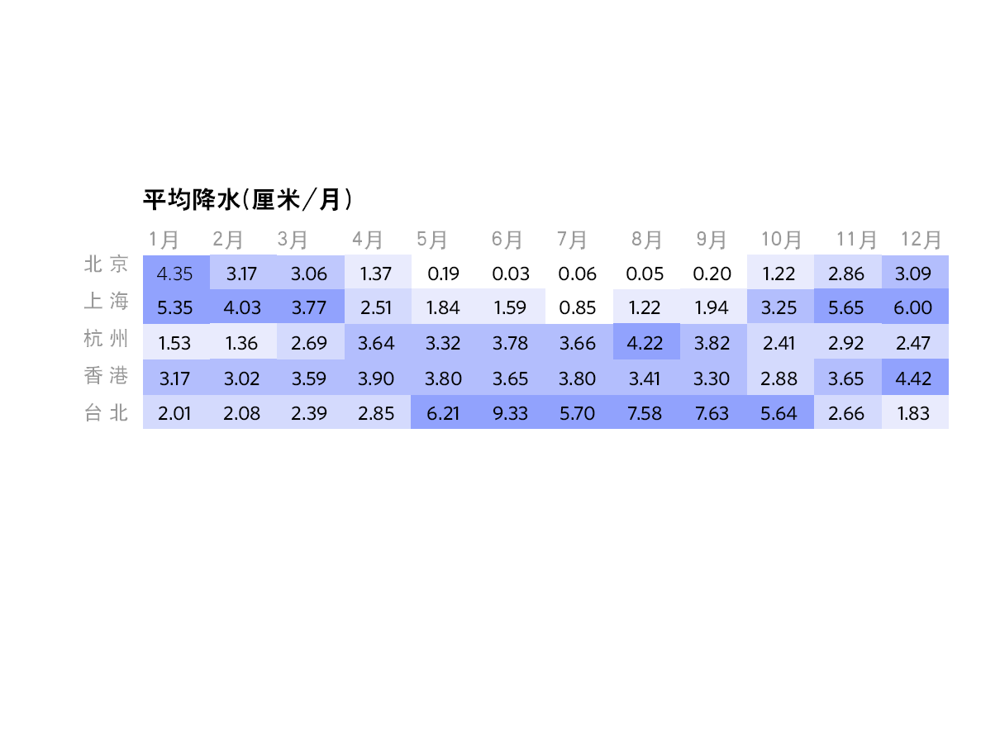 平均降水(厘米/月)
1月 2月 3月 4月 5月 6月 7月 8月 9月 10月 11月 12月
北京 4.35 3.17 3.06 1.37 0.19 0.03 0.06 0.05 0.20 1.22 2.86 3.09
上海 5.35 4.03 3.77 2.51 1.84 1.59 0.85 1.22 1.94 3.25 5.65 6.00
杭州 1.53 1.36 2.69 3.64 3.32 3.78 3.66 4.22 3.82 2.41 2.92 2.47
香港 3.17 3.02 3.59 3.90 3.80 3.65 3.80 3.41 3.30 2.88 3.65 4.42
台北 2.01 2.08 2.39 2.85 6.21 9.33 5.70 7.58 7.63 5.64 2.66 1.83